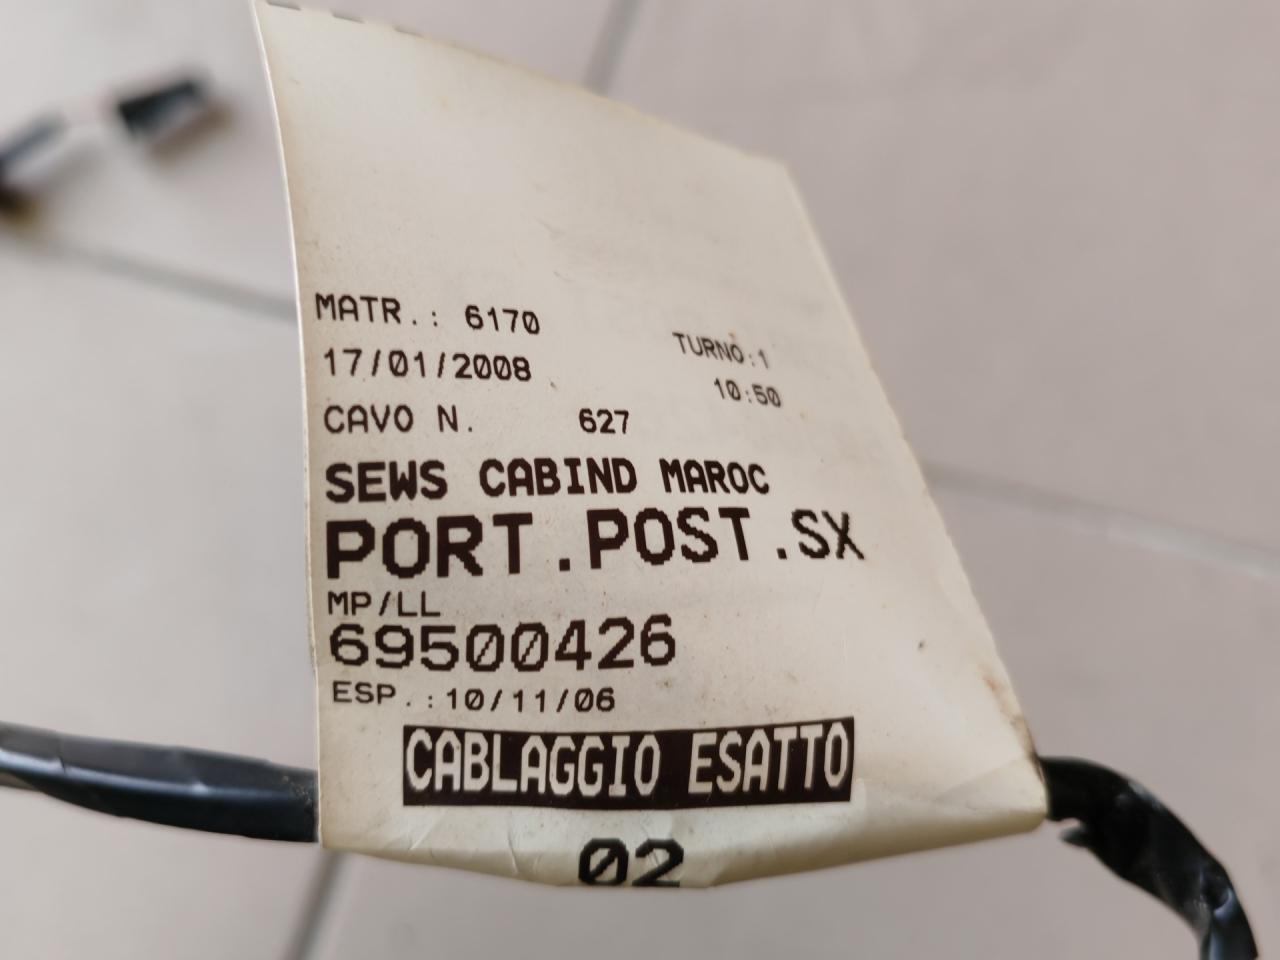 MATR.: 6170
TURNO:1
17/01/2008
10:50
CAVO N. 627
SEWS CABIND MAROC
PORT.POST.SX
MP/LL
69500426
ESP.:10/11/06
CABLAGGIO ESATTO
02